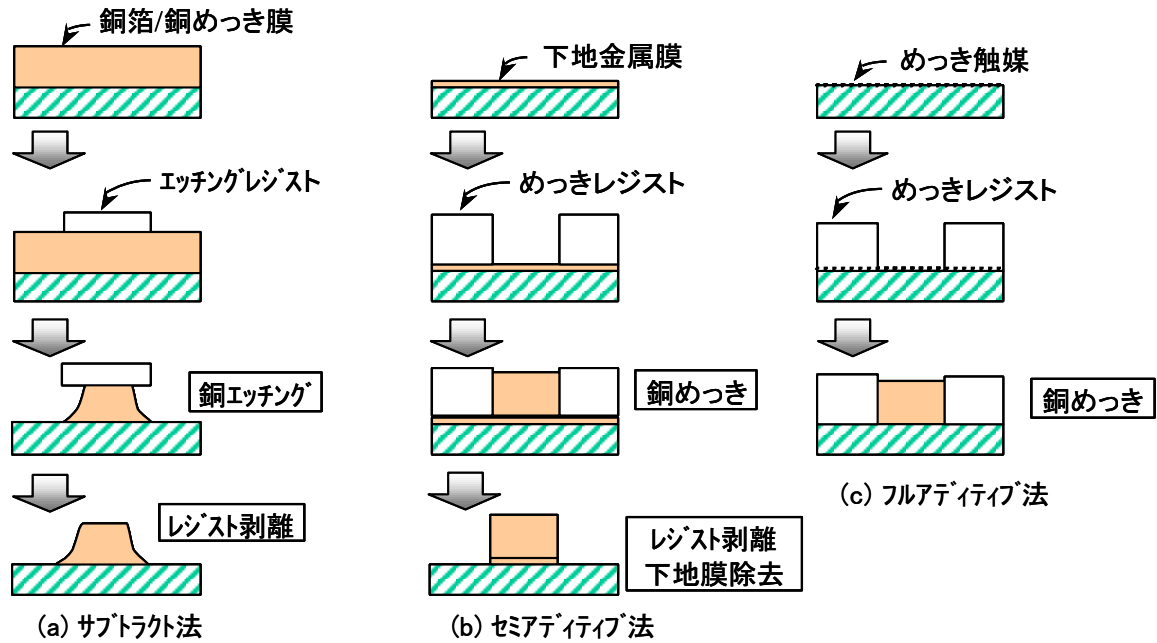 銅箔/銅めっき膜
エッチングレジスト
銅エッチング
レジスト剥離
(a) サブトラクト法
下地金属膜
めっきレジスト
銅めっき
レジスト剥離
下地膜除去
(b) セミアディティブ法
めっき触媒
めっきレジスト
銅めっき
(c) フルアディティブ法